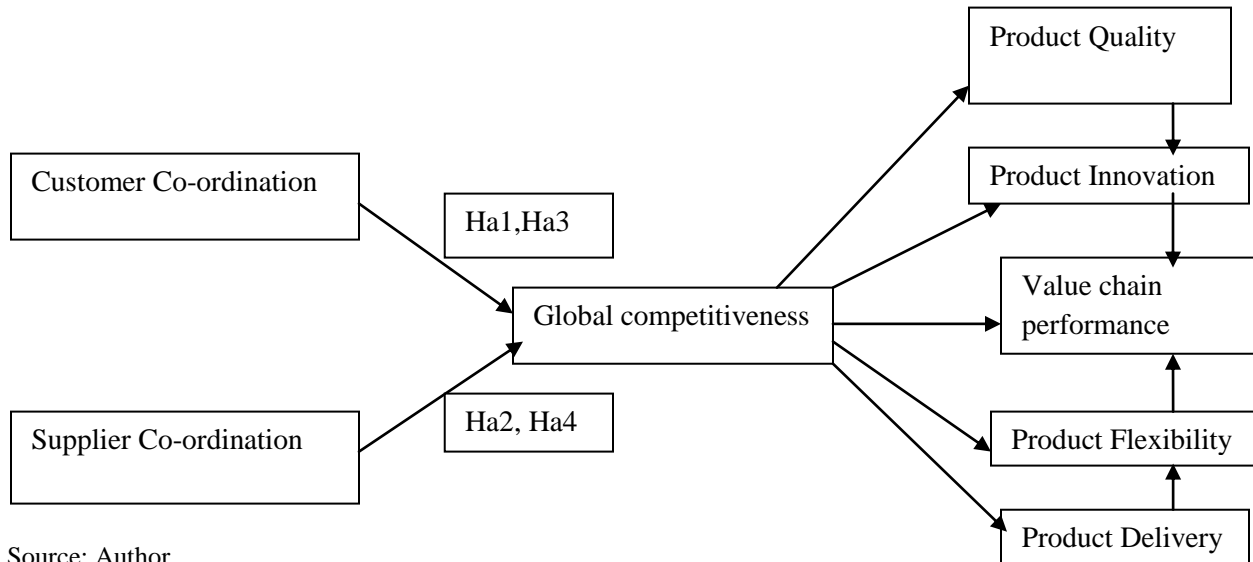 Product Quality
Customer Co-ordination
Product Innovation
Ha1,Ha3
Global competitiveness
Value chain
performance
Ha2, Ha4
Supplier Co-ordination
Product Flexibility
Product Delivery
Source: Author